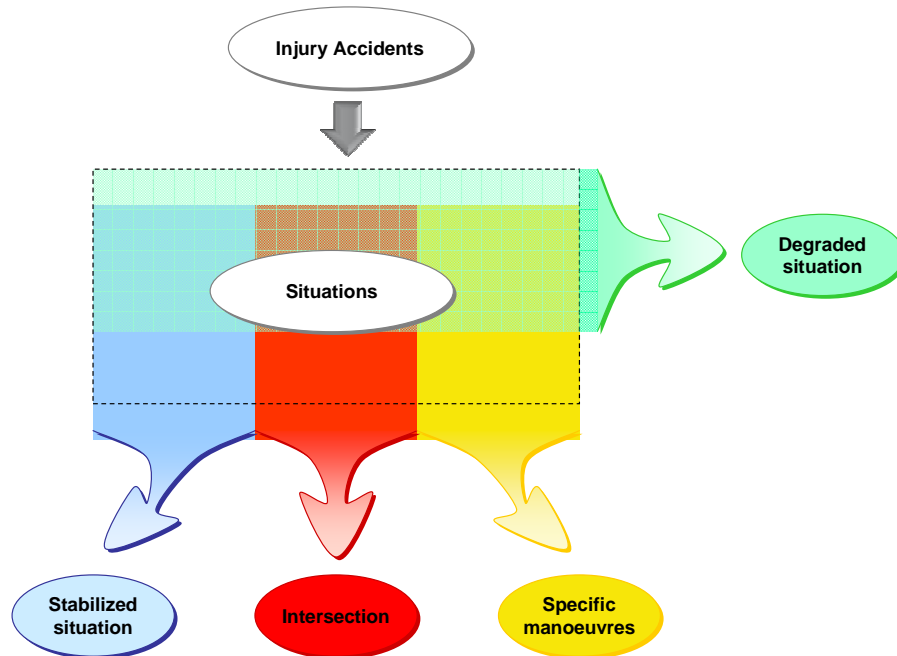 Injury Accidents
Situations
Degraded
situation
Stabilized
situation
Intersection
Specific
manoeuvres